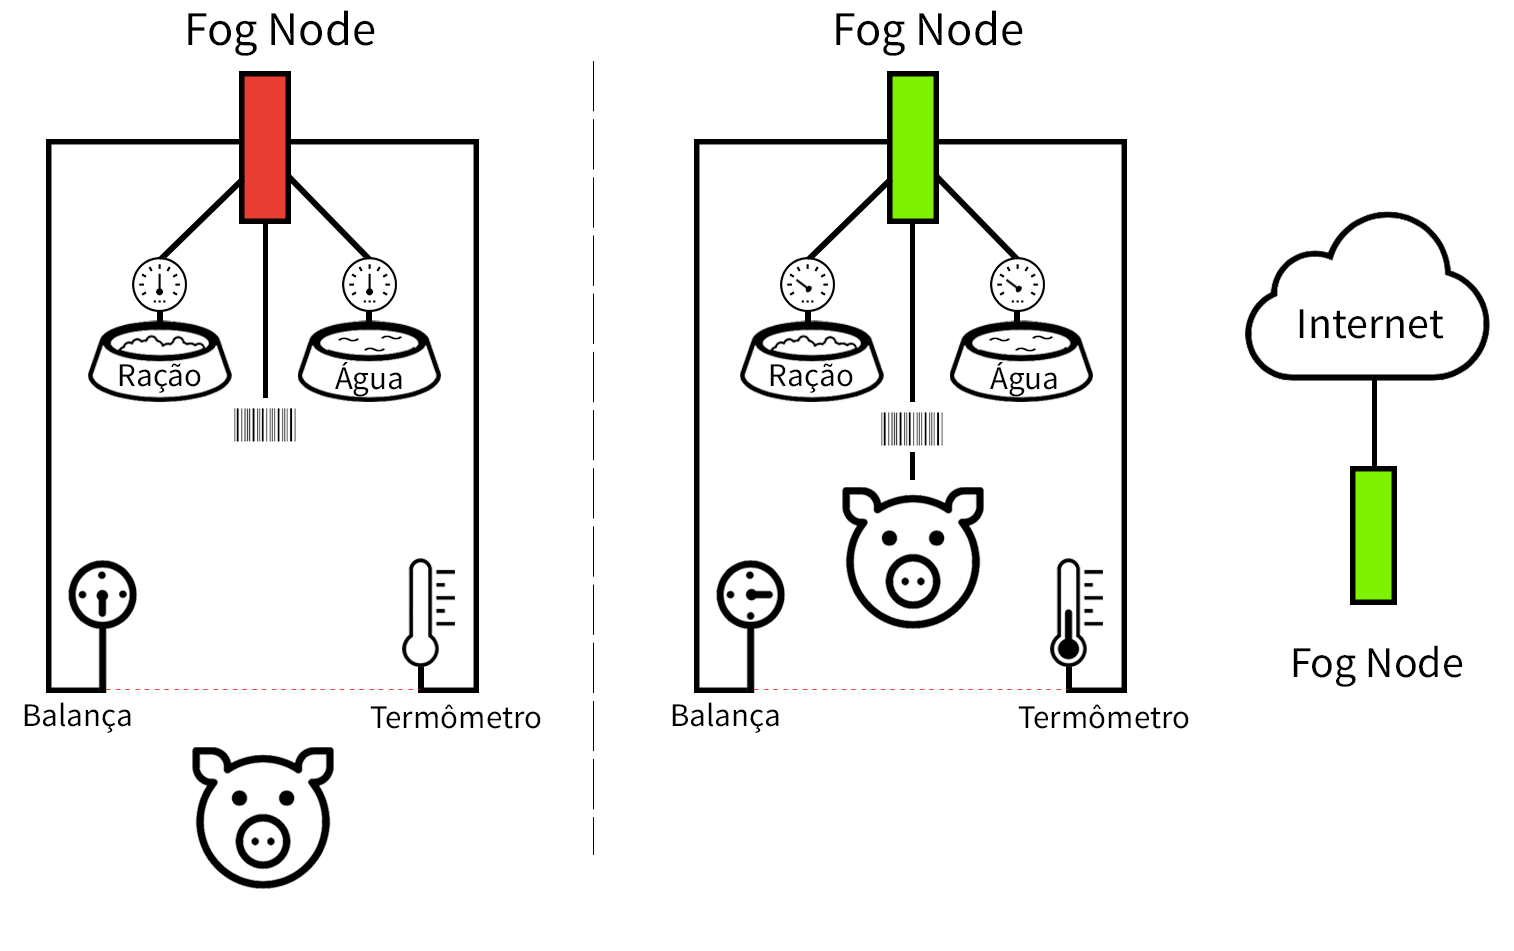 Fog Node
Ração
Água
Balança
Termômetro
Fog Node
Ração
Água
Balança
Termômetro
Internet
Fog Node